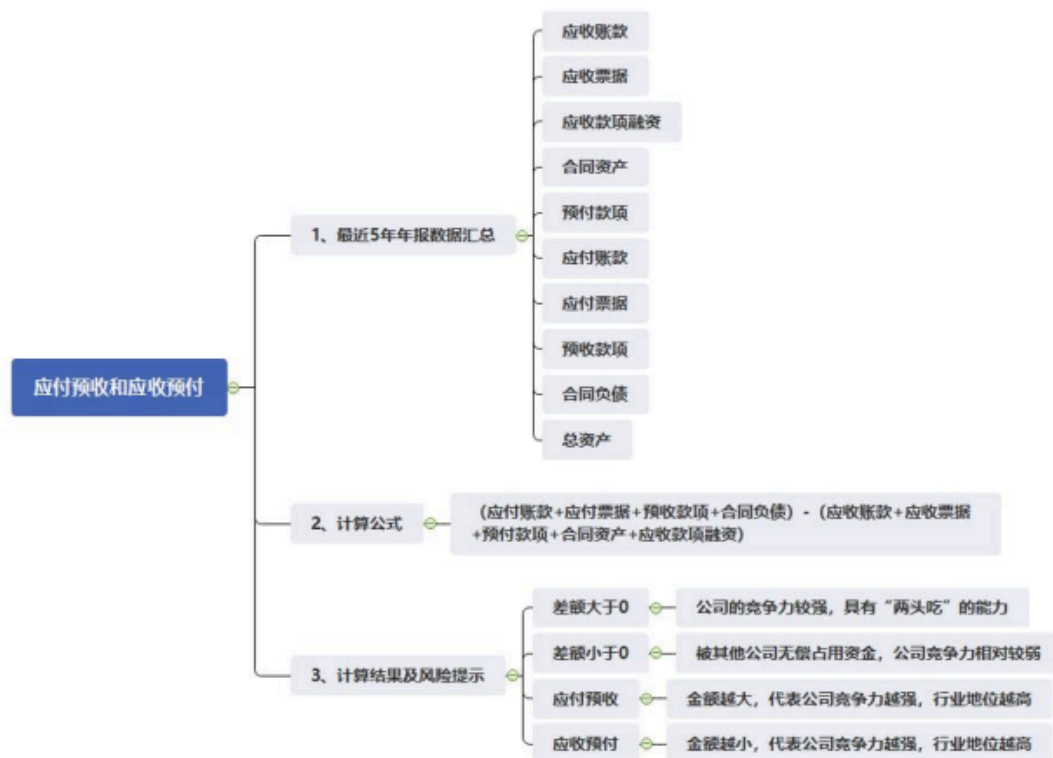 应付预收和应收预付
1、最近5年年报数据汇总
应收账款
应收票据
应收款项融资
合同资产
预付款项
应付账款
应付票据
预收款项
合同负债
总资产
2、计算公式
（应付账款+应付票据+预收款项+合同负债）-（应收账款+应收票据
+预付款项+合同资产+应收款项融资）
3、计算结果及风险提示
差额大于0
公司的竞争力较强，具有“两头吃”的能力
差额小于0
被其他公司无偿占用资金，公司竞争力相对较弱
应付预收
金额越大，代表公司竞争力越强，行业地位越高
应收预付
金额越小，代表公司竞争力越强，行业地位越高